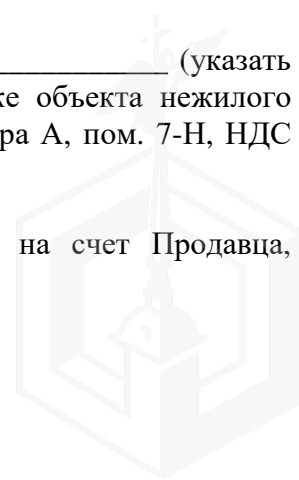 ___________ (указать
ке объекта нежилого
ра А, пом. 7-Н, НДС
на счет Продавца,